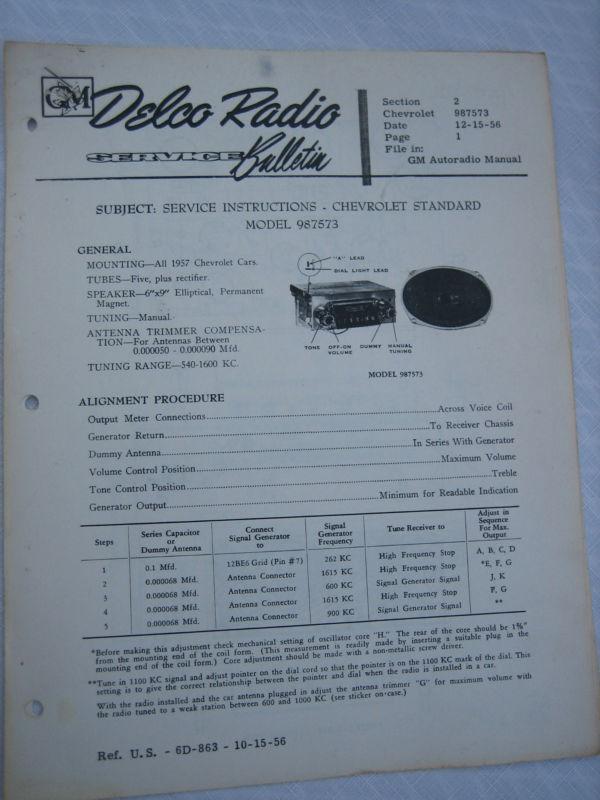 GM
Delco Radio
SERVICE Bulletin
Section 2
Chevrolet 987573
Date 12-15-56
Page 1
File in:
GM Autoradio Manual
SUBJECT: SERVICE INSTRUCTIONS - CHEVROLET STANDARD
MODEL 987573
GENERAL
MOUNTING—All 1957 Chevrolet Cars.
TUBES—Five, plus rectifier.
SPEAKER—6"x9" Elliptical, Permanent
Magnet.
TUNING—Manual.
ANTENNA TRIMMER COMPENSA-
TION—For Antennas Between
0.000050 - 0.000090 Mfd.
TUNING RANGE—540-1600 KC.
"A" LEAD
DIAL LIGHT LEAD
TONE OFF-ON VOLUME DUMMY MANUAL TUNING
MODEL 987573
ALIGNMENT PROCEDURE
Output Meter Connections Across Voice Coil
Generator Return To Receiver Chassis
Dummy Antenna In Series With Generator
Volume Control Position Maximum Volume
Tone Control Position Treble
Generator Output Minimum for Readable Indication
Steps Series Capacitor or Dummy Antenna Connect Signal Generator to Signal Generator Frequency Tune Receiver to Adjust in Sequence For Max. Output
1 0.1 Mfd. 12BE6 Grid (Pin #7) 262 KC High Frequency Stop A, B, C, D
2 0.000068 Mfd. Antenna Connector 1615 KC High Frequency Stop *E, F, G
3 0.000068 Mfd. Antenna Connector 600 KC Signal Generator Signal J, K
4 0.000068 Mfd. Antenna Connector 1615 KC High Frequency Stop F, G
5 0.000068 Mfd. Antenna Connector 900 KC Signal Generator Signal **
*Before making this adjustment check mechanical setting of oscillator core "H." The rear of the core should be
from the mounting end of the coil form. (This measurement is readily made by inserting a suitable plug in the
mounting end of the coil form.) Core adjustment should be made with a non-metallic screw driver.
**Tune in 1100 KC signal and adjust pointer on the dial cord so that the pointer is on the 1100 KC mark of the dial. This
setting is to give the correct relationship between the pointer and dial when the radio is installed in a car.
With the radio installed and the car antenna plugged in adjust the antenna trimmer "G" for maximum volume with
the radio tuned to a weak station between 600 and 1000 KC (see sticker on case.)
Ref. U.S. - 6D-863 - 10-15-56